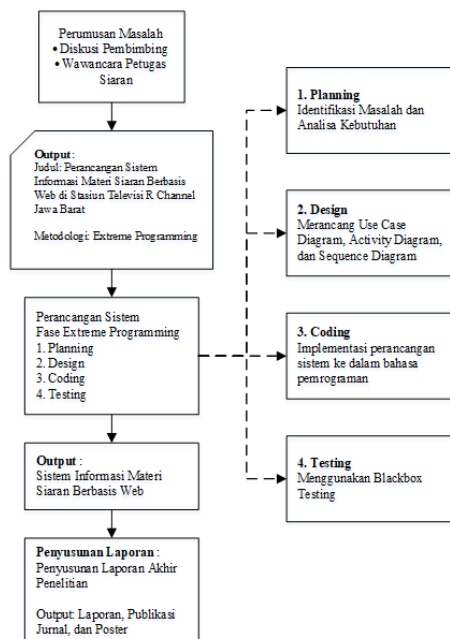 Perumusan Masalah
• Diskusi Pembimbing
• Wawancara Petugas
Siaran
Output :
Judul: Perancangan Sistem
Informasi Materi Siaran Berbasis
Web di Stasiun Televisi R Channel
Jawa Barat
Metodologi: Extreme Programming
Perancangan Sistem
Fase Extreme Programming
1. Planning
2. Design
3. Coding
4. Testing
Output :
Sistem Informasi Materi
Siaran Berbasis Web
Penyusunan Laporan :
Penyusunan Laporan Akhir
Penelitian
Output: Laporan, Publikasi
Jurnal, dan Poster
1. Planning
Identifikasi Masalah dan
Analisa Kebutuhan
2. Design
Merancang Use Case
Diagram, Activity Diagram,
dan Sequence Diagram
3. Coding
Implementasi perancangan
sistem ke dalam bahasa
pemrograman
4. Testing
Menggunakan Blackbox
Testing